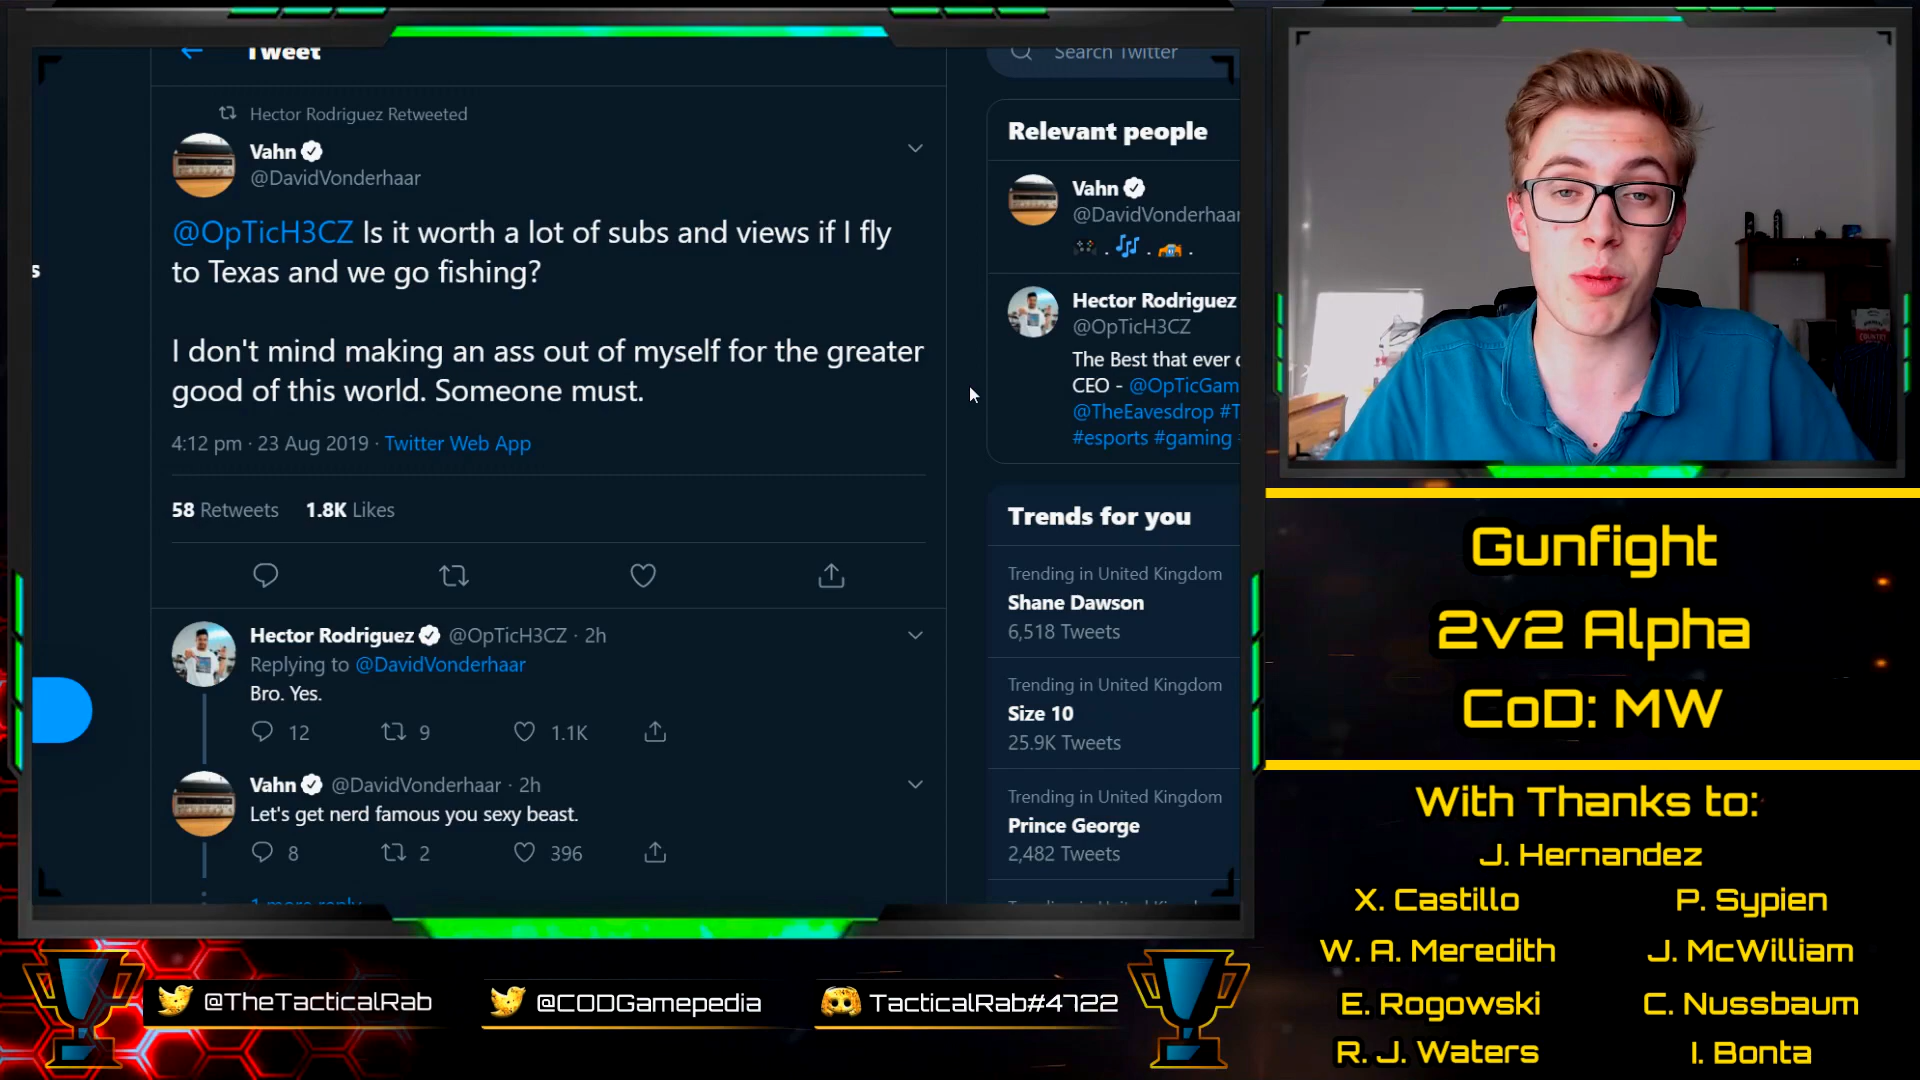 Tweet
Search Twitter
Hector Rodriguez Retweeted
Vahn
@DavidVonderhaar
@OpTicH3CZ Is it worth a lot of subs and views if I fly
to Texas and we go fishing?
I don't mind making an ass out of myself for the greater
good of this world. Someone must.
4:12 pm · 23 Aug 2019 · Twitter Web App
58 Retweets 1.8K Likes
Hector Rodriguez @OpTicH3CZ · 2h
Replying to @DavidVonderhaar
Bro. Yes.
12 9 1.1K
Vahn @DavidVonderhaar · 2h
Let's get nerd famous you sexy beast.
8 2 396
1 more reply
s
Relevant people
Vahn
@DavidVonderhaar
Hector Rodriguez
@OpTicH3CZ
The Best that ever
CEO - @OpTicGam
@TheEavesdrop #T
#esports #gaming
Trends for you
Trending in United Kingdom
Shane Dawson
6,518 Tweets
Trending in United Kingdom
Size 10
25.9K Tweets
Trending in United Kingdom
Prince George
2,482 Tweets
Gunfight
2v2 Alpha
CoD: MW
With Thanks to:
J. Hernandez
X. Castillo P. Sypien
W. A. Meredith J. McWilliam
E. Rogowski C. Nussbaum
R. J. Waters I. Bonta
@TheTacticalRab @CODGamepedia TacticalRab#4722